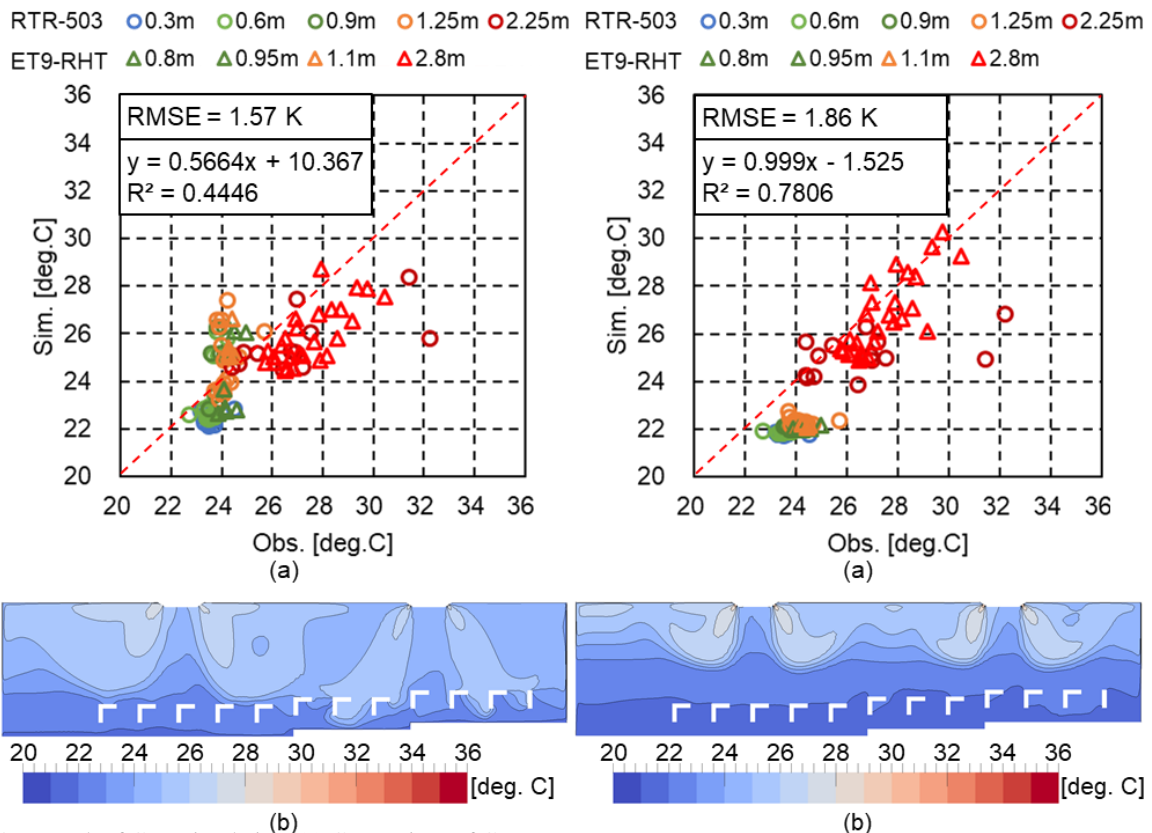 RTR-503 0.3m 0.6m 0.9m 1.25m 2.25m
ET9-RHT 0.8m 0.95m 1.1m 2.8m
36
34
32
30
28
26
24
22
20
Sim. [deg.C]
RMSE = 1.57 K
y = 0.5664x + 10.367
R² = 0.4446
20 22 24 26 28 30 32 34 36
Obs. [deg.C]
(a)
20 22 24 26 28 30 32 34 36
[deg. C]
(b)
RTR-503 0.3m 0.6m 0.9m 1.25m 2.25m
ET9-RHT 0.8m 0.95m 1.1m 2.8m
36
34
32
30
28
26
24
22
20
Sim. [deg.C]
RMSE = 1.86 K
y = 0.999x - 1.525
R² = 0.7806
20 22 24 26 28 30 32 34 36
Obs. [deg.C]
(a)
20 22 24 26 28 30 32 34 36
[deg. C]
(b)